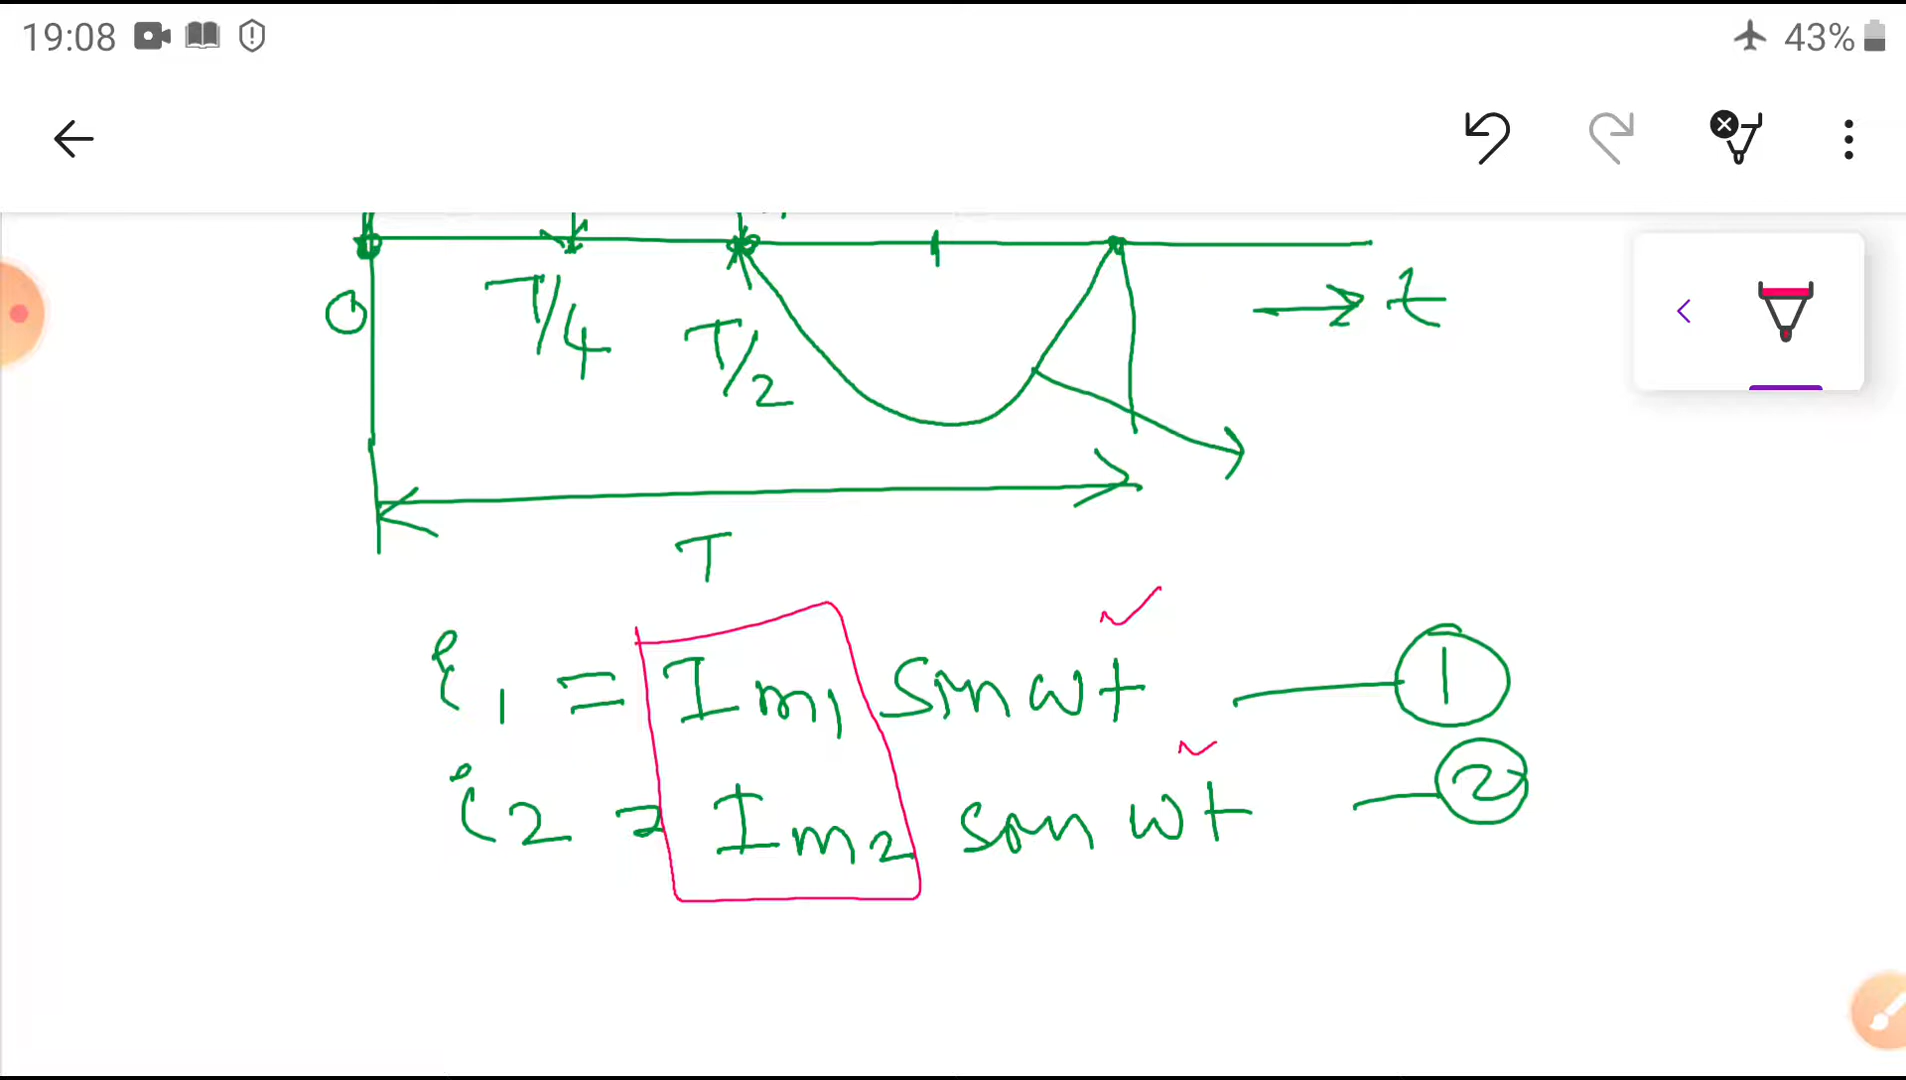 19:08 43%
0 T/4 T/2 → t
T
i₁ = Im₁ Sin ωt — 1
i₂ = Im₂ sin ωt — 2